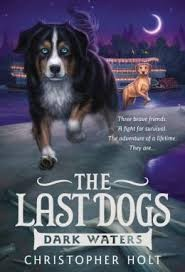 Three brave friends.
A fight for survival.
The adventure of a lifetime.
They are...
THE
LAST DOGS
DARK WATERS
CHRISTOPHER HOLT